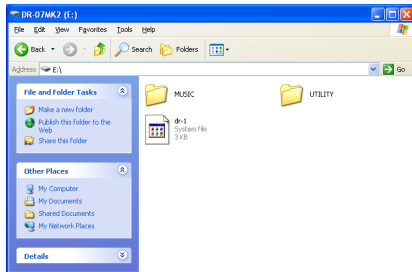 DR-07MK2 (E:)
File Edit View Favorites Tools Help
Back Search Folders
Address E:\ Go
File and Folder Tasks
Make a new folder
Publish this folder to the
Web
Share this folder
Other Places
My Computer
My Documents
Shared Documents
My Network Places
Details
MUSIC UTILITY
dr-1
System file
3 KB